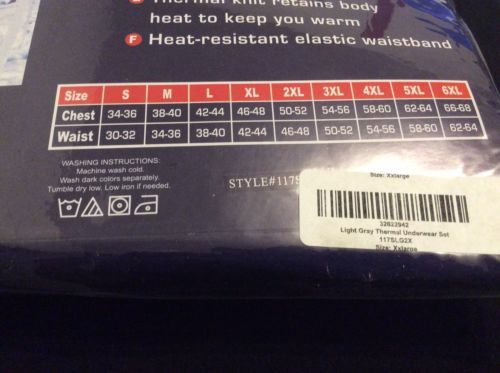 Thermal knit retains body
heat to keep you warm
F Heat-resistant elastic waistband
Size S M L XL 2XL 3XL 4XL 5XL 6XL
Chest 34-36 38-40 42-44 46-48 50-52 54-56 58-60 62-64 66-68
Waist 30-32 34-36 38-40 42-44 46-48 50-52 54-56 58-60 62-64
WASHING INSTRUCTIONS:
Machine wash cold.
Wash dark colors separately.
Tumble dry low. Low iron if needed.
STYLE#117S
Size: Xxlarge
32622942
Light Gray Thermal Underwear Set
117SLG2X
Size: Xxlarge